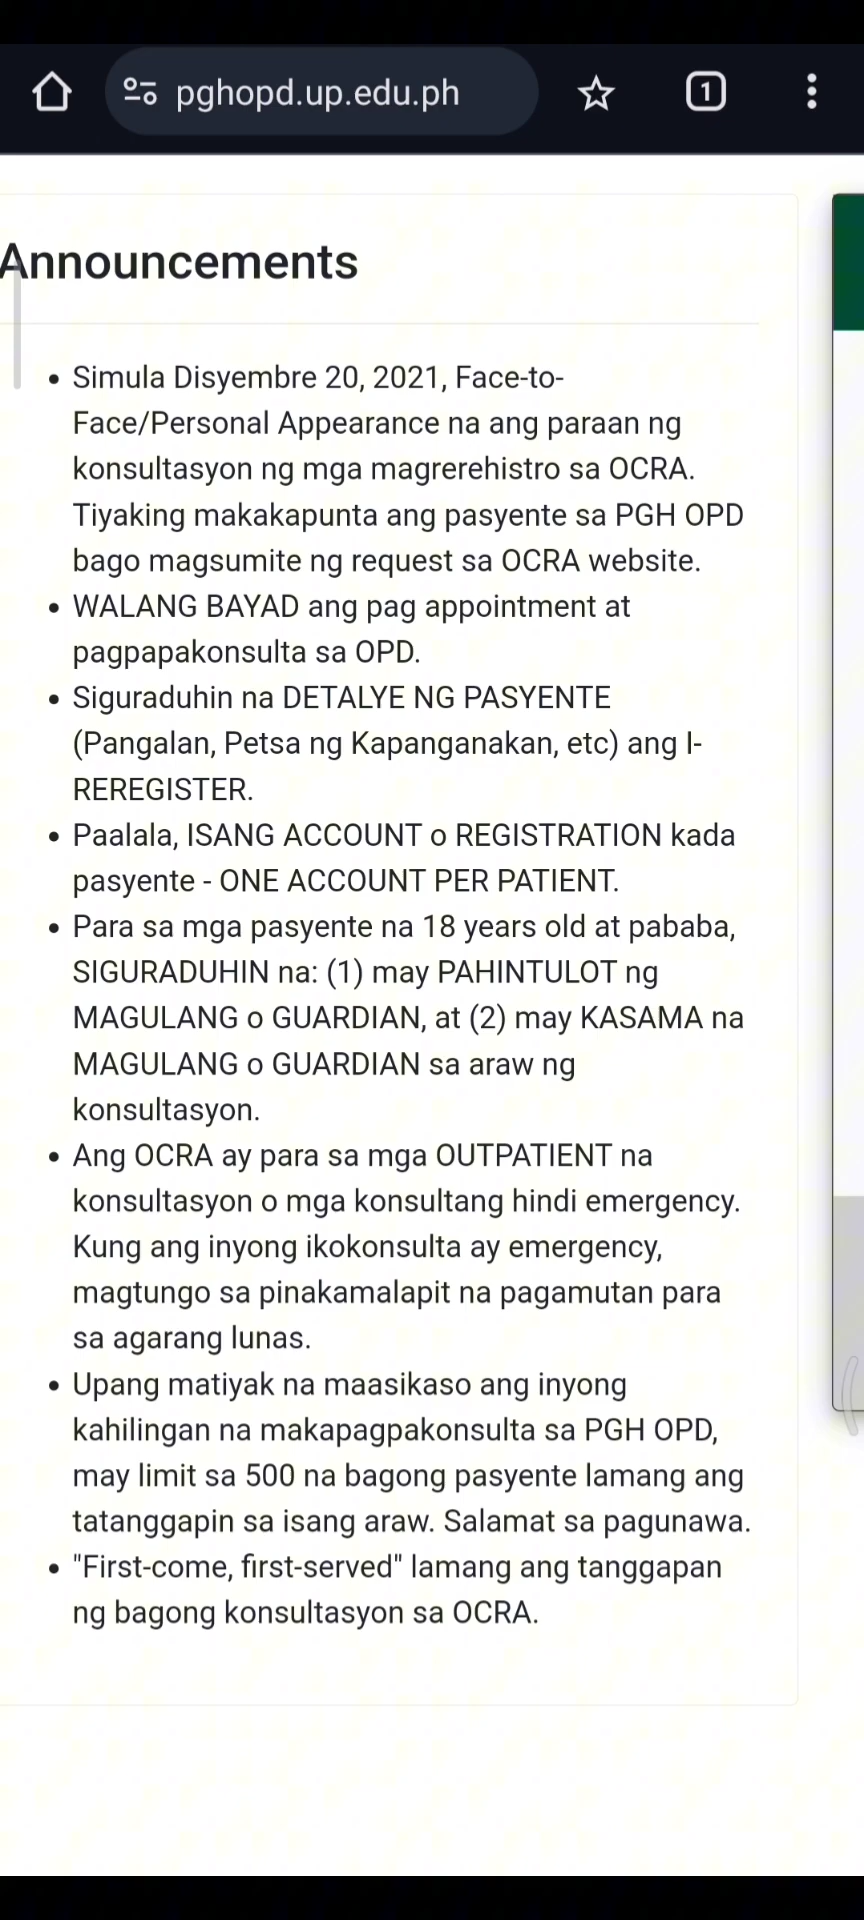 pghopd.up.edu.ph
1
Announcements
Simula Disyembre 20, 2021, Face-to-
Face/Personal Appearance na ang paraan ng
konsultasyon ng mga magrerehistro sa OCRA.
Tiyaking makakapunta ang pasyente sa PGH OPD
bago magsumite ng request sa OCRA website.
WALANG BAYAD ang pag appointment at
pagpapakonsulta sa OPD.
Siguraduhin na DETALYE NG PASYENTE
(Pangalan, Petsa ng Kapanganakan, etc) ang I-
REREGISTER.
Paalala, ISANG ACCOUNT o REGISTRATION kada
pasyente - ONE ACCOUNT PER PATIENT.
Para sa mga pasyente na 18 years old at pababa,
SIGURADUHIN na: (1) may PAHINTULOT ng
MAGULANG o GUARDIAN, at (2) may KASAMA na
MAGULANG o GUARDIAN sa araw ng
konsultasyon.
Ang OCRA ay para sa mga OUTPATIENT na
konsultasyon o mga konsultang hindi emergency.
Kung ang inyong ikokonsulta ay emergency,
magtungo sa pinakamalapit na pagamutan para
sa agarang lunas.
Upang matiyak na maasikaso ang inyong
kahilingan na makapagpakonsulta sa PGH OPD,
may limit sa 500 na bagong pasyente lamang ang
tatanggapin sa isang araw. Salamat sa pagunawa.
"First-come, first-served" lamang ang tanggapan
ng bagong konsultasyon sa OCRA.